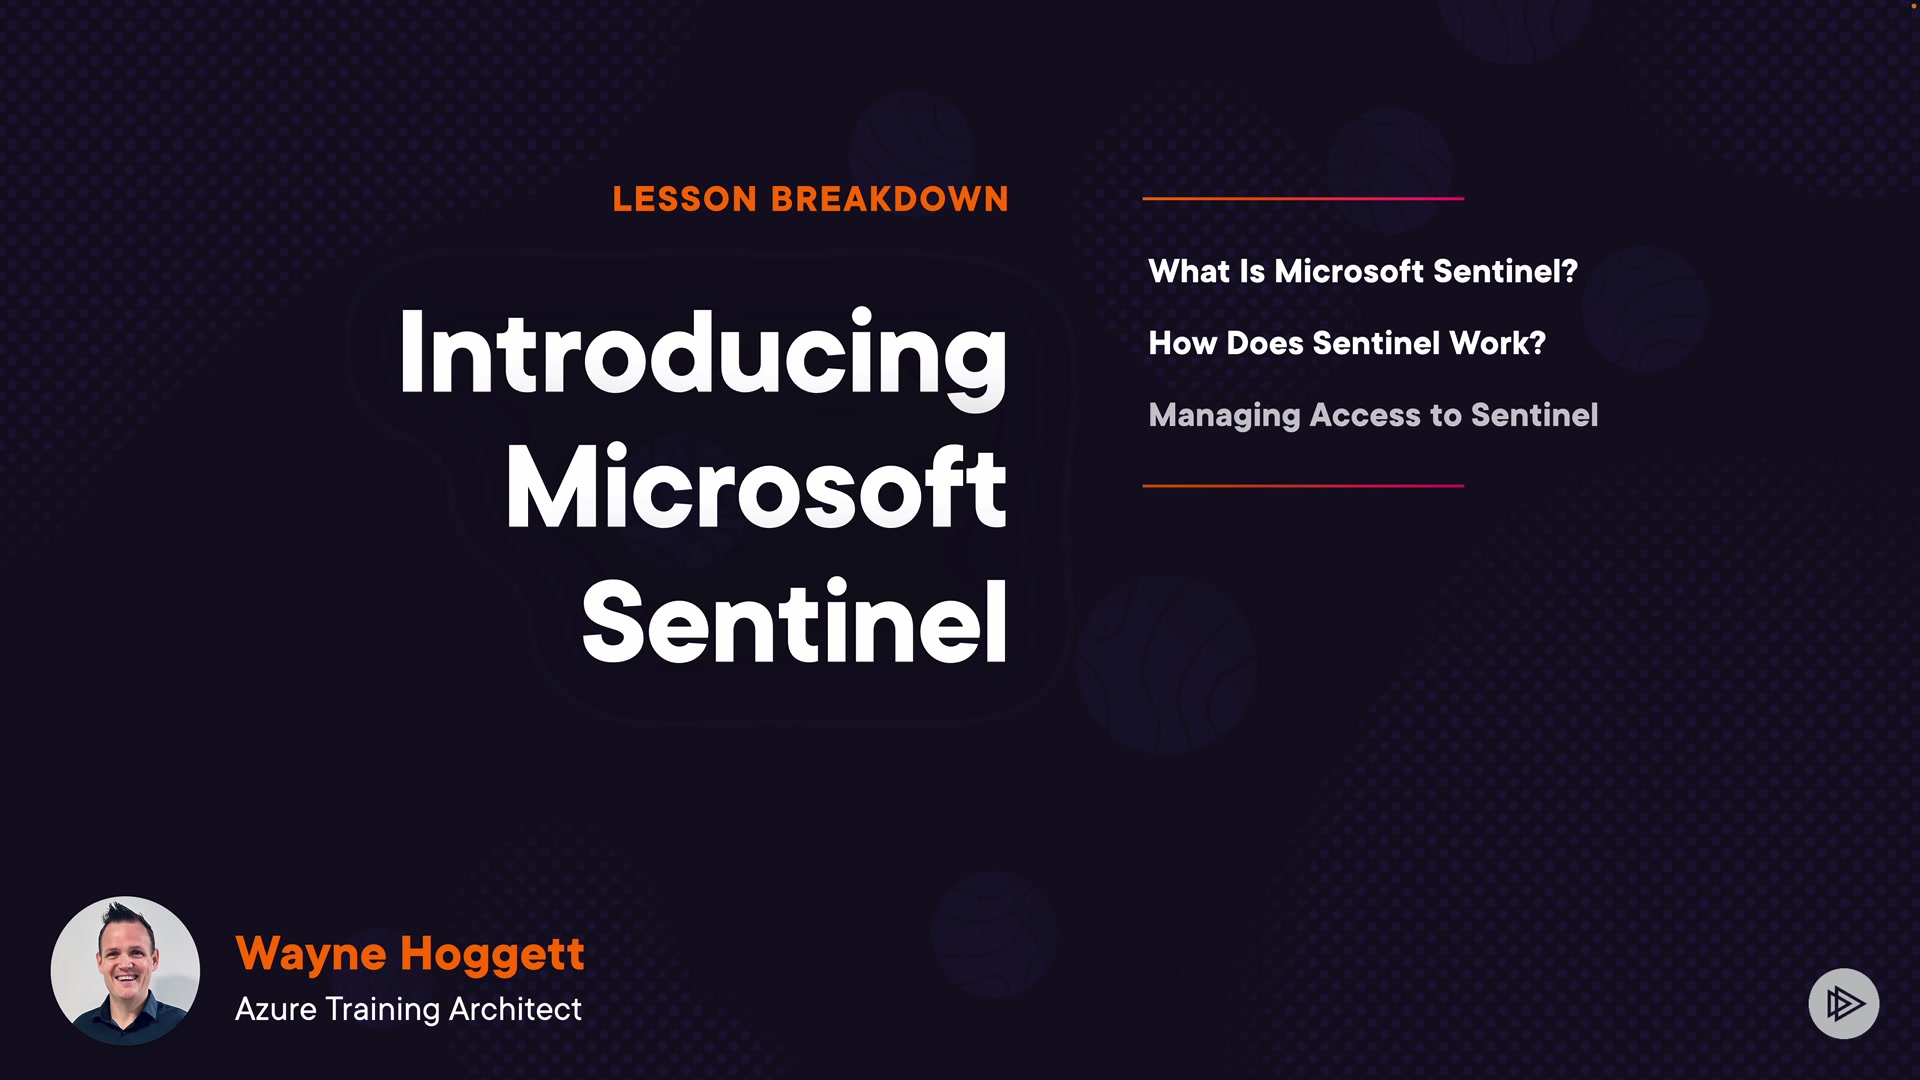 LESSON BREAKDOWN
Introducing
Microsoft
Sentinel
What Is Microsoft Sentinel?
How Does Sentinel Work?
Managing Access to Sentinel
Wayne Hoggett
Azure Training Architect